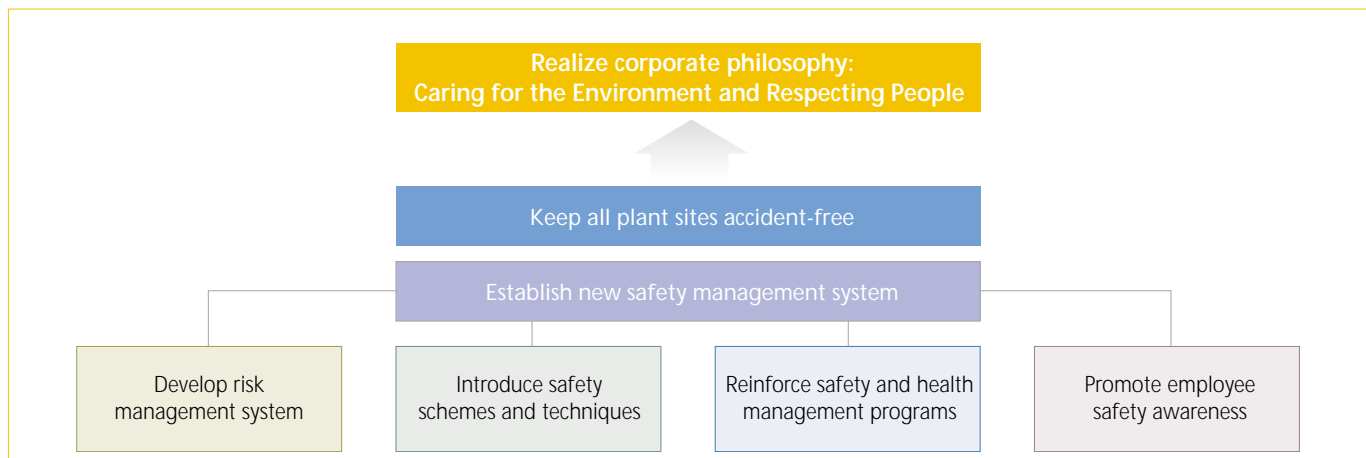 Realize corporate philosophy:
Caring for the Environment and Respecting People
Keep all plant sites accident-free
Establish new safety management system
Develop risk
management system
Introduce safety
schemes and techniques
Reinforce safety and health
management programs
Promote employee
safety awareness